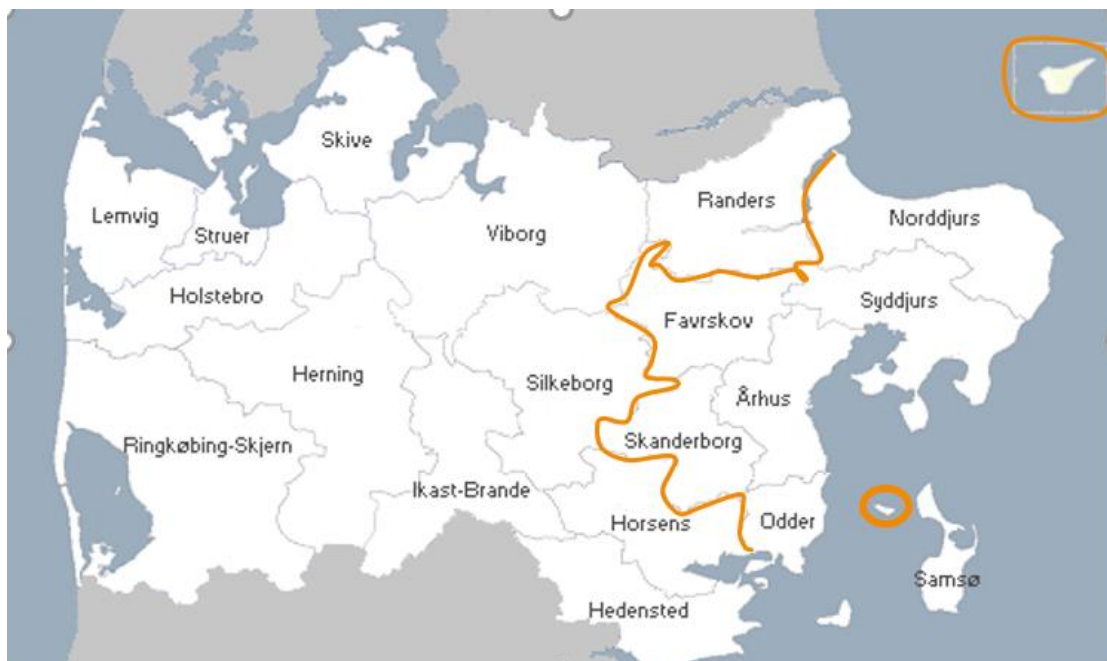 Skive
Randers
Lemvig
Norddjurs
Struer
Viborg
Holstebro
Syddjurs
Favrskov
Herning
Silkeborg
Århus
Ringkøbing-Skjern
Skanderborg
Ikast-Brande
Horsens
Odder
Samsø
Hedensted